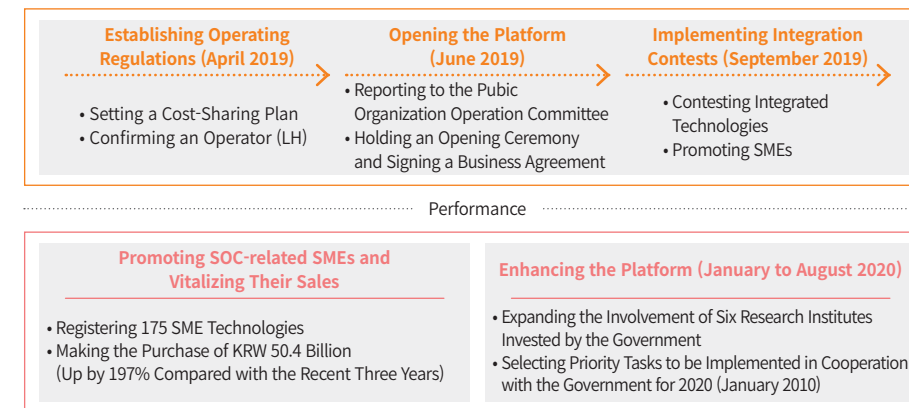 Establishing Operating
Regulations (April 2019)
• Setting a Cost-Sharing Plan
• Confirming an Operator (LH)
Opening the Platform
(June 2019)
• Reporting to the Pubic
Organization Operation Committee
• Holding an Opening Ceremony
and Signing a Business Agreement
Implementing Integration
Contests (September 2019)
• Contesting Integrated
Technologies
• Promoting SMEs
Performance
Promoting SOC-related SMEs and
Vitalizing Their Sales
• Registering 175 SME Technologies
• Making the Purchase of KRW 50.4 Billion
(Up by 197% Compared with the Recent Three Years)
Enhancing the Platform (January to August 2020)
• Expanding the Involvement of Six Research Institutes
Invested by the Government
• Selecting Priority Tasks to be Implemented in Cooperation
with the Government for 2020 (January 2010)